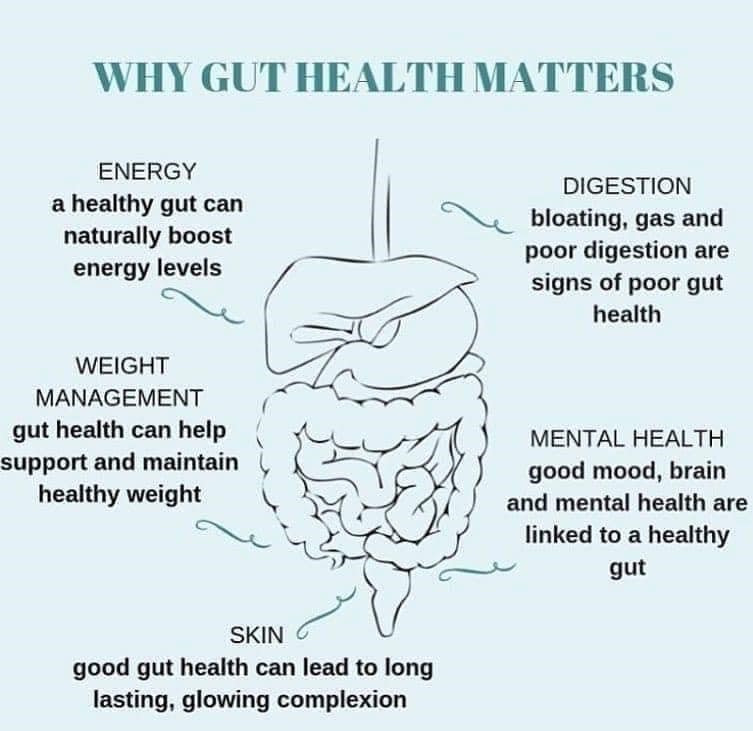 WHY GUT HEALTH MATTERS
ENERGY
a healthy gut can
naturally boost
energy levels
DIGESTION
bloating, gas and
poor digestion are
signs of poor gut
health
WEIGHT
MANAGEMENT
gut health can help
support and maintain
healthy weight
MENTAL HEALTH
good mood, brain
and mental health are
linked to a healthy
gut
SKIN
good gut health can lead to long
lasting, glowing complexion